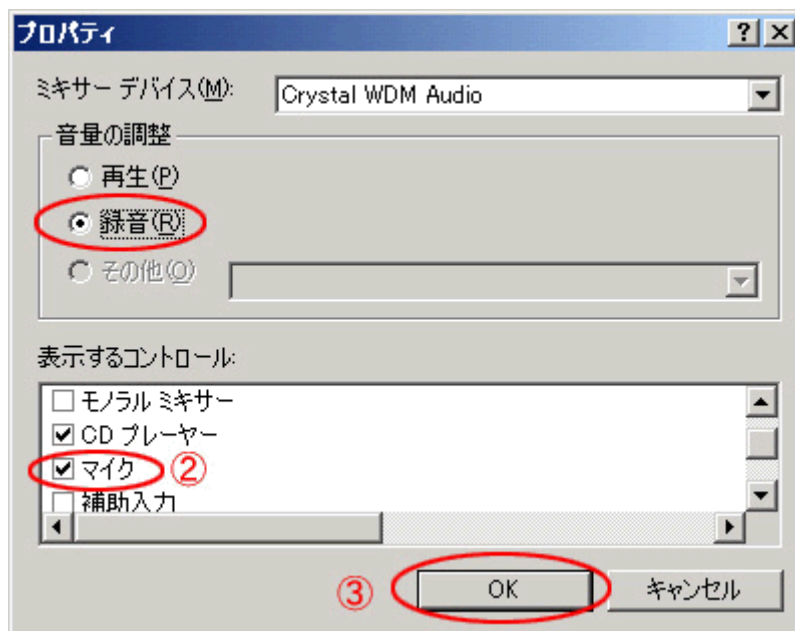 プロパティ
ミキサー デバイス(M): Crystal WDM Audio
音量の調整
再生(P)
録音(R)
その他(O)
表示するコントロール:
モノラル ミキサー
CD プレーヤー
マイク ②
補助入力
③ OK キャンセル